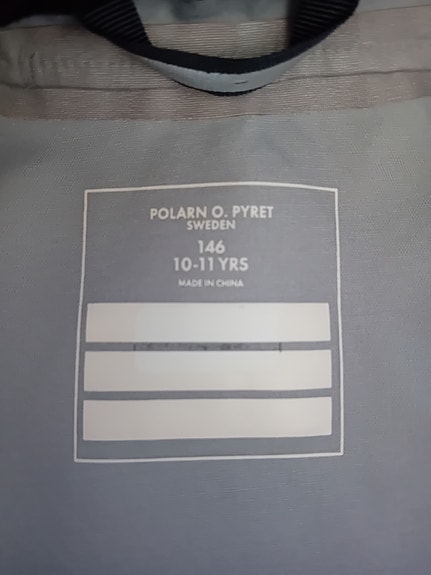 POLARN O. PYRET
SWEDEN
146
10-11 YRS
MADE IN CHINA